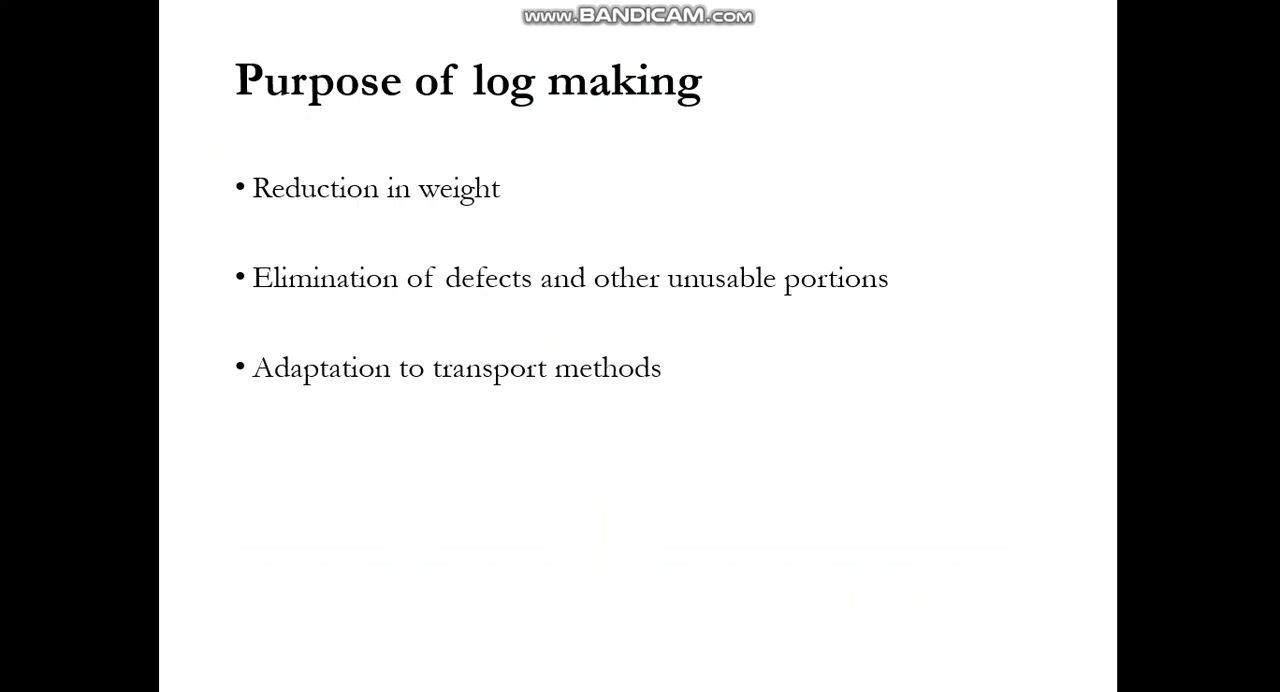 www.BANDICAM.com
Purpose of log making
• Reduction in weight
• Elimination of defects and other unusable portions
• Adaptation to transport methods